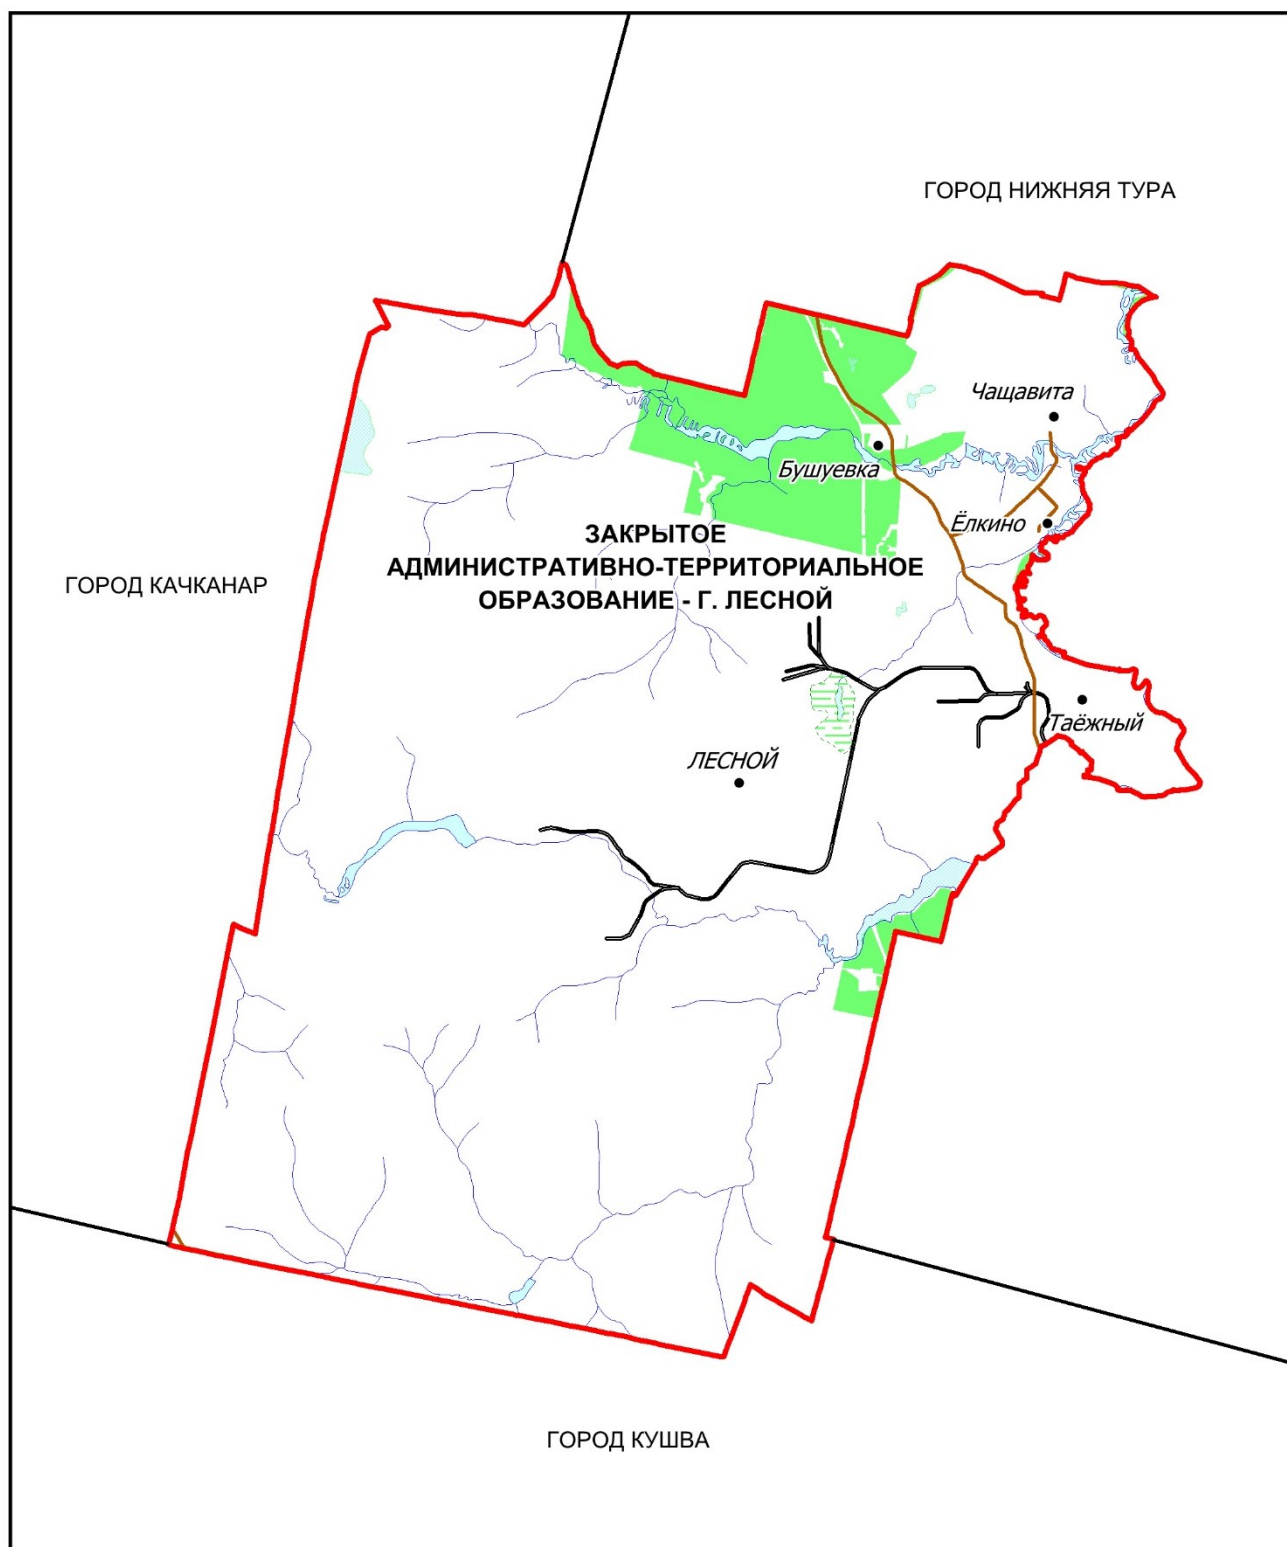 ГОРОД НИЖНЯЯ ТУРА
Чащавита
Бушуевка
Ёлкино
ЗАКРЫТОЕ
АДМИНИСТРАТИВНО-ТЕРРИТОРИАЛЬНОЕ
ОБРАЗОВАНИЕ - Г. ЛЕСНОЙ
ГОРОД КАЧКАНАР
Таёжный
ЛЕСНОЙ
ГОРОД КУШВА